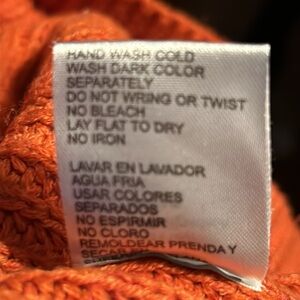 HAND WASH COLD
WASH DARK COLOR
SEPARATELY
DO NOT WRING OR TWIST
NO BLEACH
LAY FLAT TO DRY
NO IRON
LAVAR EN LAVADOR
AGUA FRIA
USAR COLORES
SEPARADOS
NO ESPIRMIR
NO CLORO
REMOLDEAR PRENDA Y